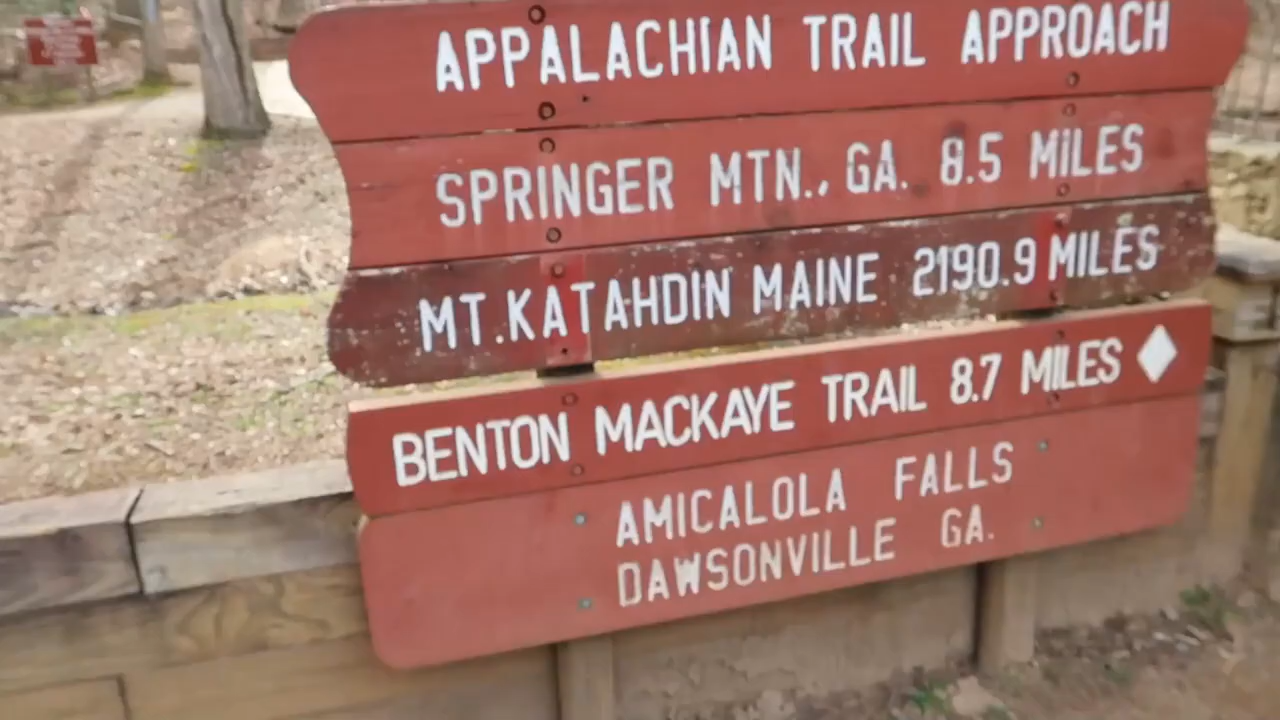 APPALACHIAN TRAIL APPROACH
SPRINGER MTN., GA. 8.5 MILES
MT. KATAHDIN MAINE 2190.9 MILES
BENTON MACKAYE TRAIL 8.7 MILES
AMICALOLA FALLS
DAWSONVILLE GA.